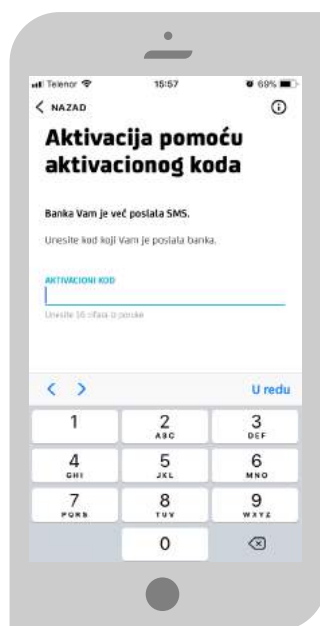 Telenor 15:57 69%
NAZAD
Aktivacija pomoću
aktivacionog koda
Banka Vam je već poslala SMS.
Unesite kod koji Vam je poslala banka.
AKTIVACIONI KOD
Unesite 16 cifara iz poruke
U redu
1 2 3
ABC DEF
4 5 6
GHI JKL MNO
7 8 9
PQRS TUV WXYZ
0